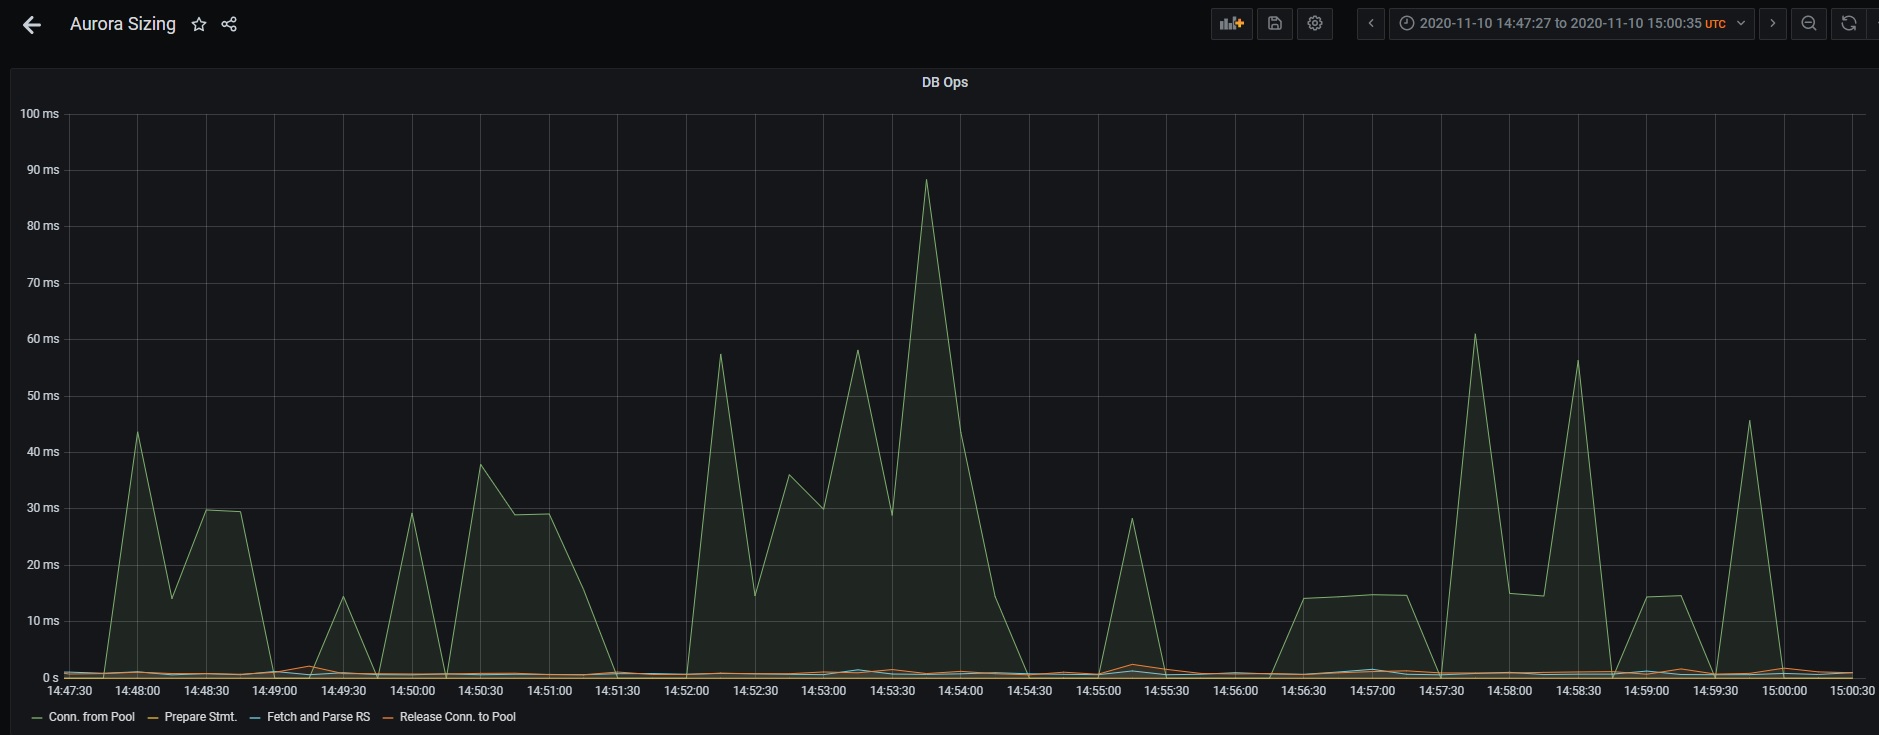 Aurora Sizing
2020-11-10 14:47:27 to 2020-11-10 15:00:35 UTC
DB Ops
100 ms
90 ms
80 ms
70 ms
60 ms
50 ms
40 ms
30 ms
20 ms
10 ms
0 s
14:47:30 14:48:00 14:48:30 14:49:00 14:49:30 14:50:00 14:50:30 14:51:00 14:51:30 14:52:00 14:52:30 14:53:00 14:53:30 14:54:00 14:54:30 14:55:00 14:55:30 14:56:00 14:56:30 14:57:00 14:57:30 14:58:00 14:58:30 14:59:00 14:59:30 15:00:00 15:00:30
Conn. from Pool Prepare Stmt. Fetch and Parse RS Release Conn. to Pool